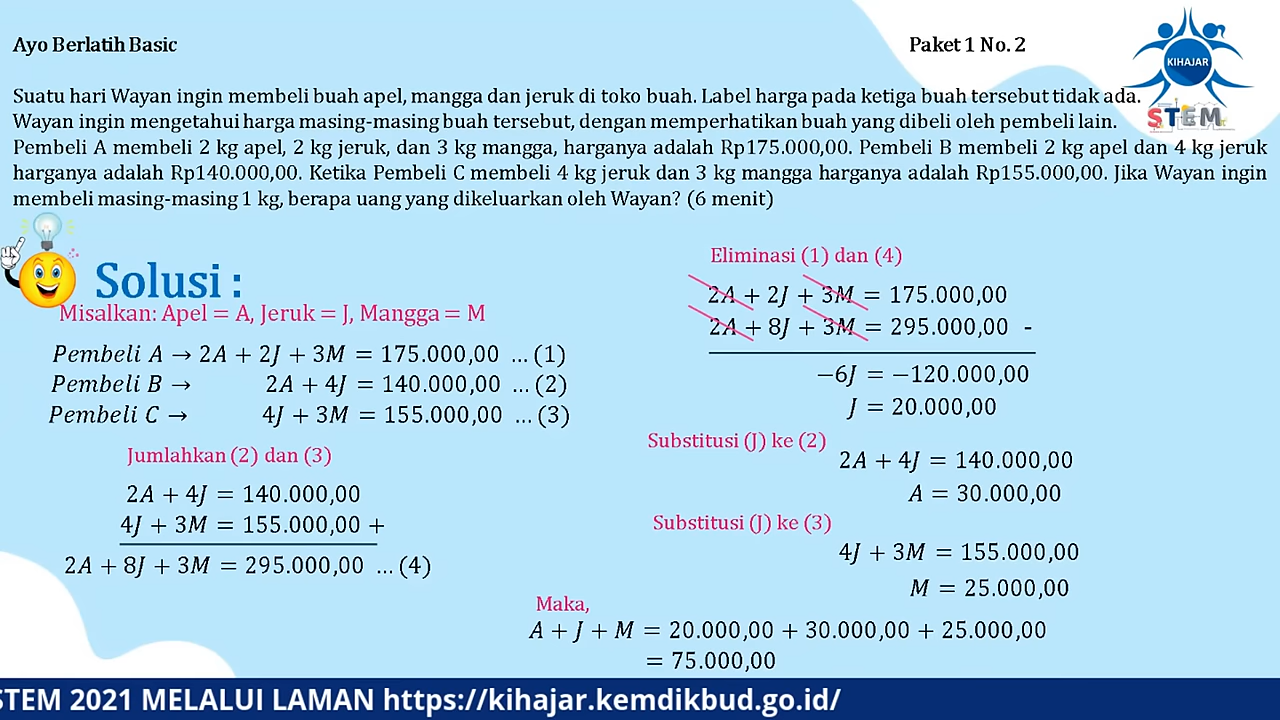 Ayo Berlatih Basic
Paket 1 No. 2
KIHAJAR
STEM
Suatu hari Wayan ingin membeli buah apel, mangga dan jeruk di toko buah. Label harga pada ketiga buah tersebut tidak ada.
Wayan ingin mengetahui harga masing-masing buah tersebut, dengan memperhatikan buah yang dibeli oleh pembeli lain.
Pembeli A membeli 2 kg apel, 2 kg jeruk, dan 3 kg mangga, harganya adalah Rp175.000,00. Pembeli B membeli 2 kg apel dan 4 kg jeruk
harganya adalah Rp140.000,00. Ketika Pembeli C membeli 4 kg jeruk dan 3 kg mangga harganya adalah Rp155.000,00. Jika Wayan ingin
membeli masing-masing 1 kg, berapa uang yang dikeluarkan oleh Wayan? (6 menit)
Solusi :
Misalkan: Apel = A, Jeruk = J, Mangga = M
Pembeli A → 2A + 2J + 3M = 175.000,00 ... (1)
Pembeli B → 2A + 4J = 140.000,00 ... (2)
Pembeli C → 4J + 3M = 155.000,00 ... (3)
Jumlahkan (2) dan (3)
2A + 4J = 140.000,00
4J + 3M = 155.000,00 +
2A + 8J + 3M = 295.000,00 ... (4)
Eliminasi (1) dan (4)
2A + 2J + 3M = 175.000,00
2A + 8J + 3M = 295.000,00 -
−6J = −120.000,00
J = 20.000,00
Substitusi (J) ke (2)
2A + 4J = 140.000,00
A = 30.000,00
Substitusi (J) ke (3)
4J + 3M = 155.000,00
M = 25.000,00
Maka,
A + J + M = 20.000,00 + 30.000,00 + 25.000,00
= 75.000,00
STEM 2021 MELALUI LAMAN https://kihajar.kemdikbud.go.id/